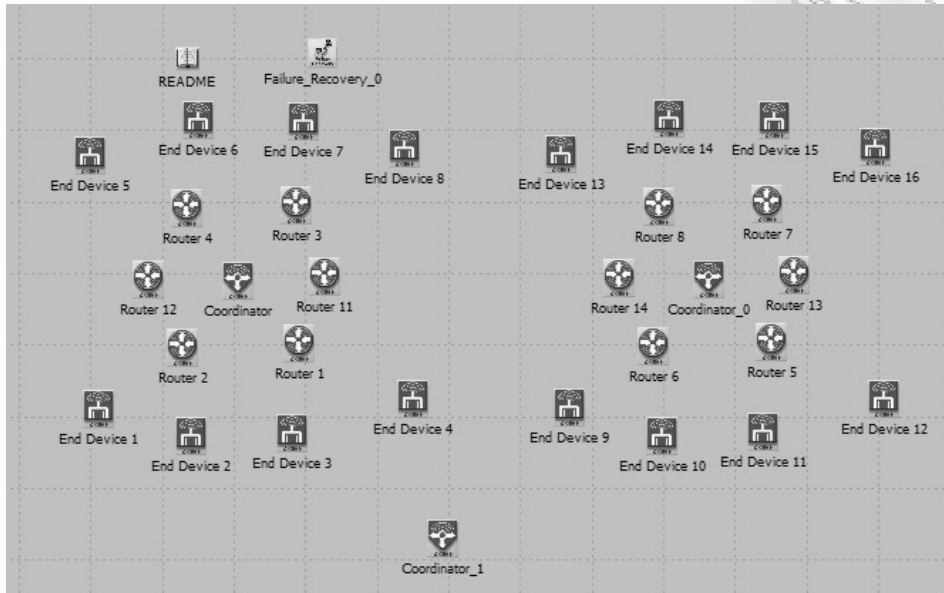 README
Failure_Recovery_0
End Device 6
End Device 7
End Device 14
End Device 15
End Device 5
End Device 8
End Device 13
End Device 16
Router 4
Router 3
Router 8
Router 7
Router 12
Coordinator
Router 11
Router 14
Coordinator_0
Router 13
Router 2
Router 1
Router 6
Router 5
End Device 1
End Device 4
End Device 9
End Device 12
End Device 2
End Device 3
End Device 10
End Device 11
Coordinator_1